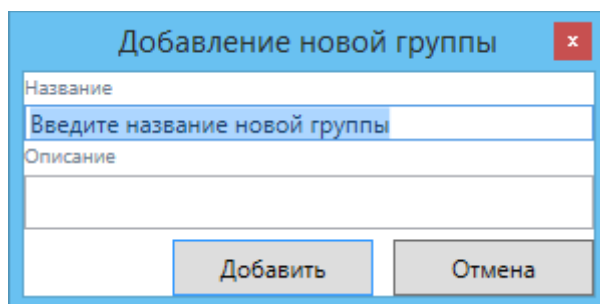 Добавление новой группы
x
Название
Введите название новой группы
Описание
Добавить Отмена